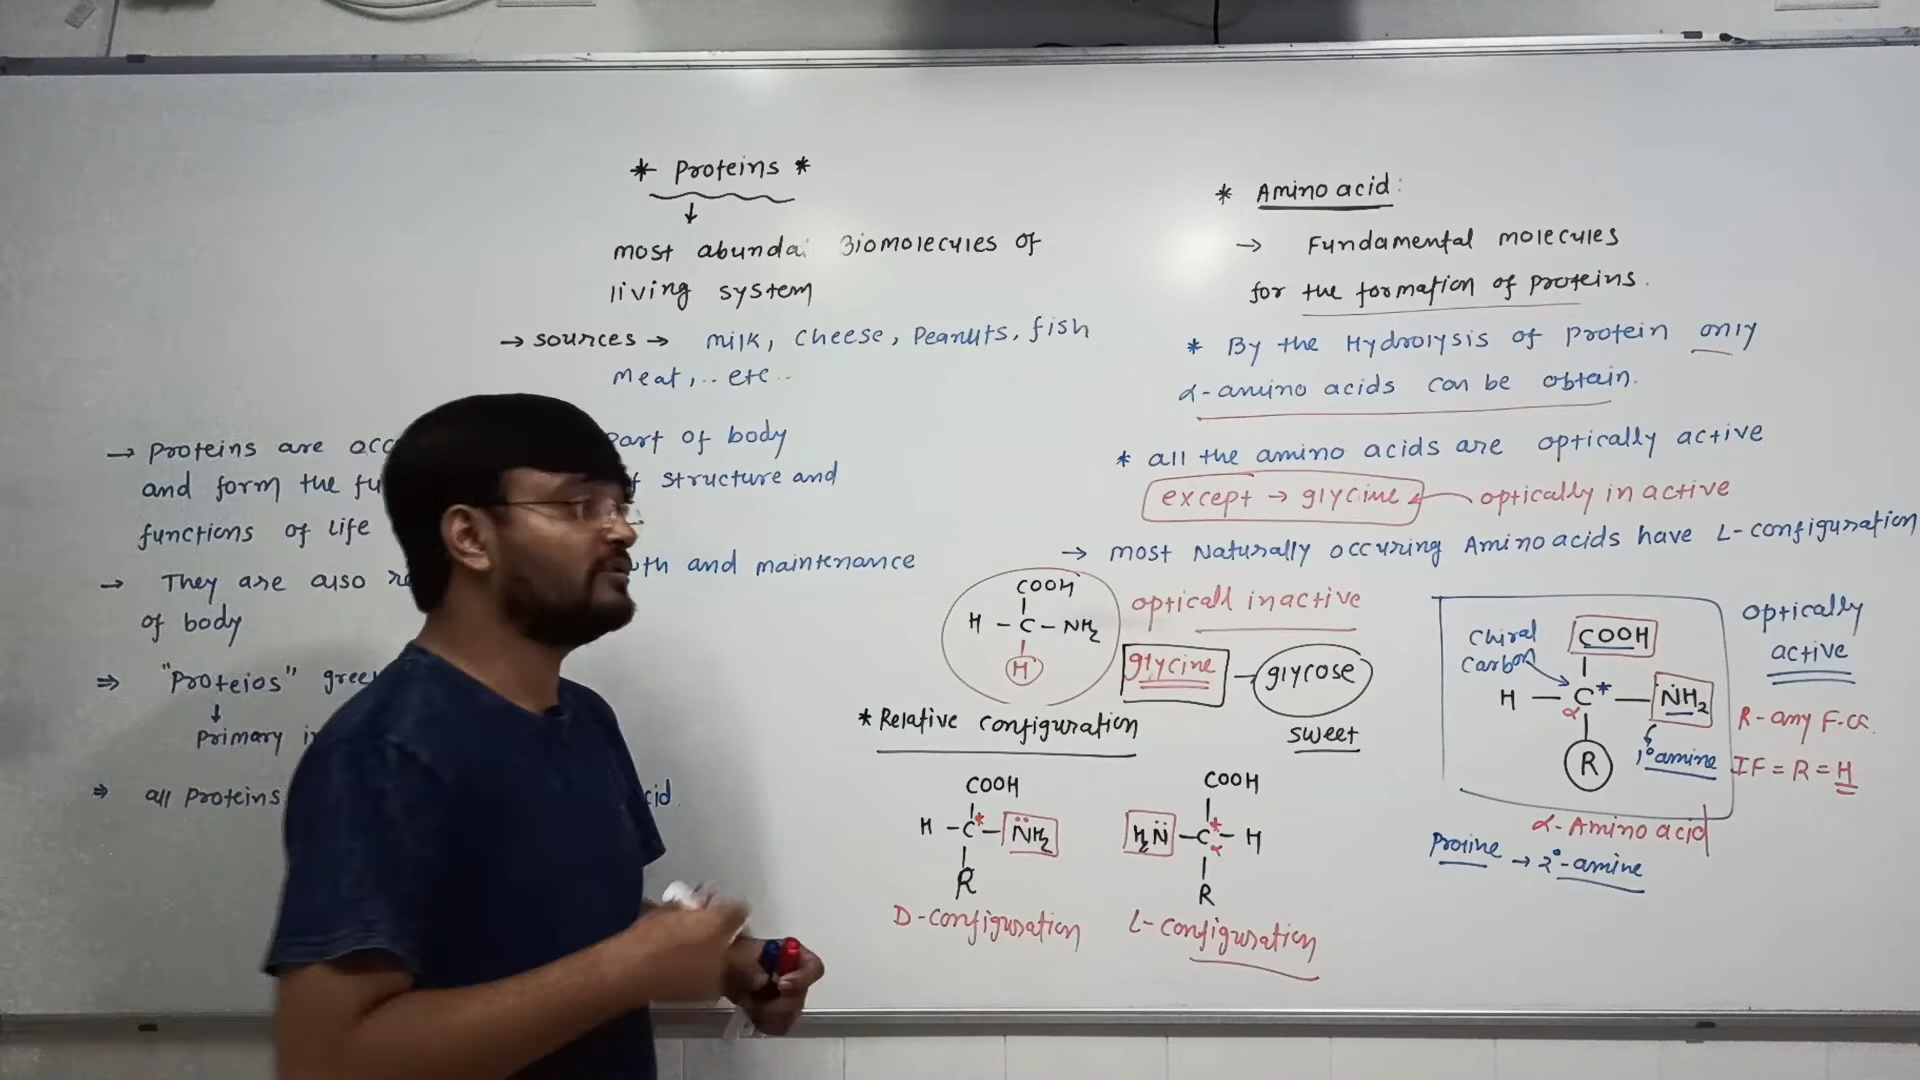 * Proteins *
↓
most abunda Biomolecules of
living system
→ sources → milk, cheese, Peanuts, fish
meat,.. etc..
→ Proteins are occ part of body
and form the fu f structure and
functions of life
→ They are also re wth and maintenance
of body
⇒ "Proteios" gree
↓
Primary i
⇒ all Proteins cid.
* Amino acid:
→ Fundamental molecules
for the formation of proteins.
* By the Hydrolysis of protein only
α-amino acids can be obtain.
* all the amino acids are optically active
except → glycine ← optically inactive
→ most Naturally occuring Amino acids have L-configuration
COOH
H - C - NH2
H
opticall inactive
glycine - glycose
sweet
Chiral
Carbon
COOH
H - C* - NH2
α
R
1° amine
optically
active
R-any F.G.
IF = R = H
α-Amino acid
Proline → 2°-amine
* Relative configuration
COOH
H - C* - NH2
R
D-configuration
COOH
H2N - C* - H
α
R
L-configuration